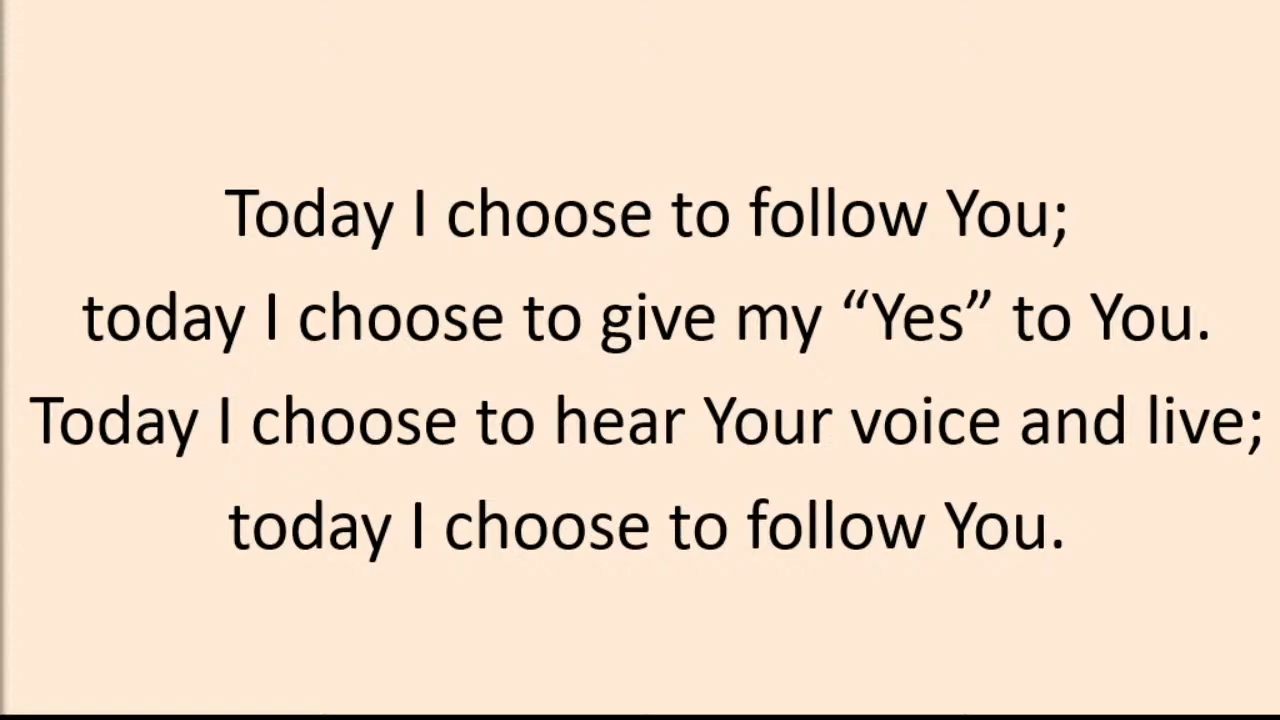 Today I choose to follow You;
today I choose to give my “Yes” to You.
Today I choose to hear Your voice and live;
today I choose to follow You.